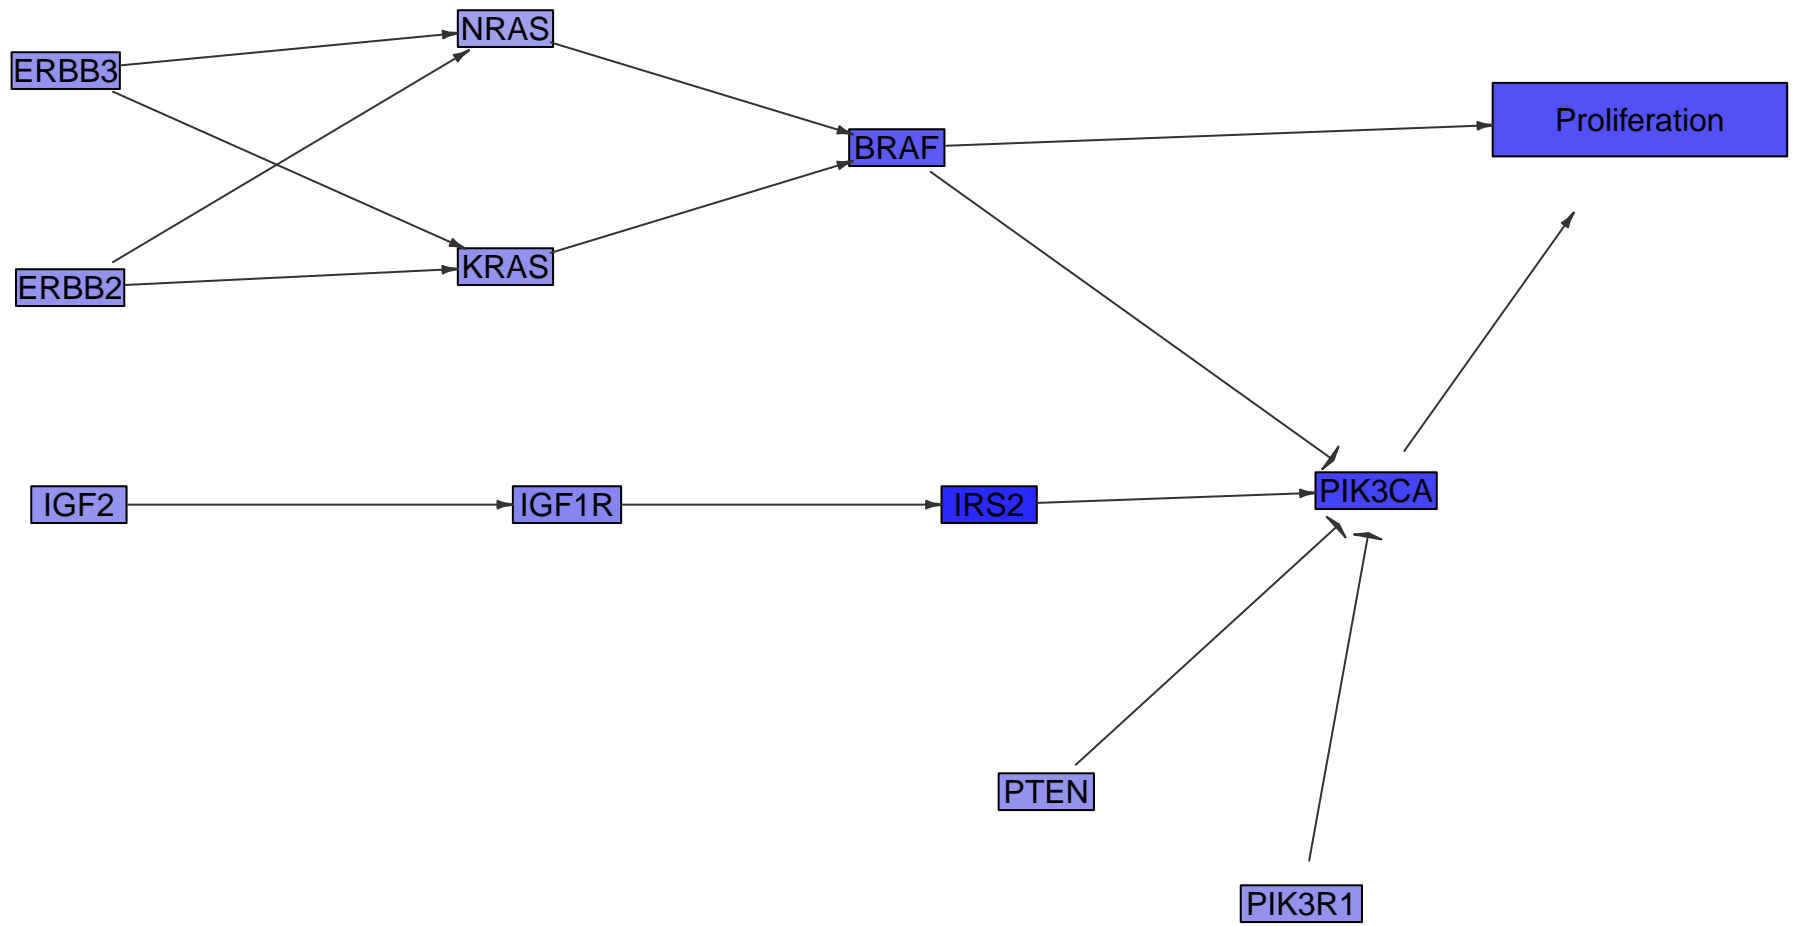 NRAS
ERBB3
Proliferation
BRAF
KRAS
ERBB2
IGF2
IGF1R
IRS2
PIK3CA
PTEN
PIK3R1